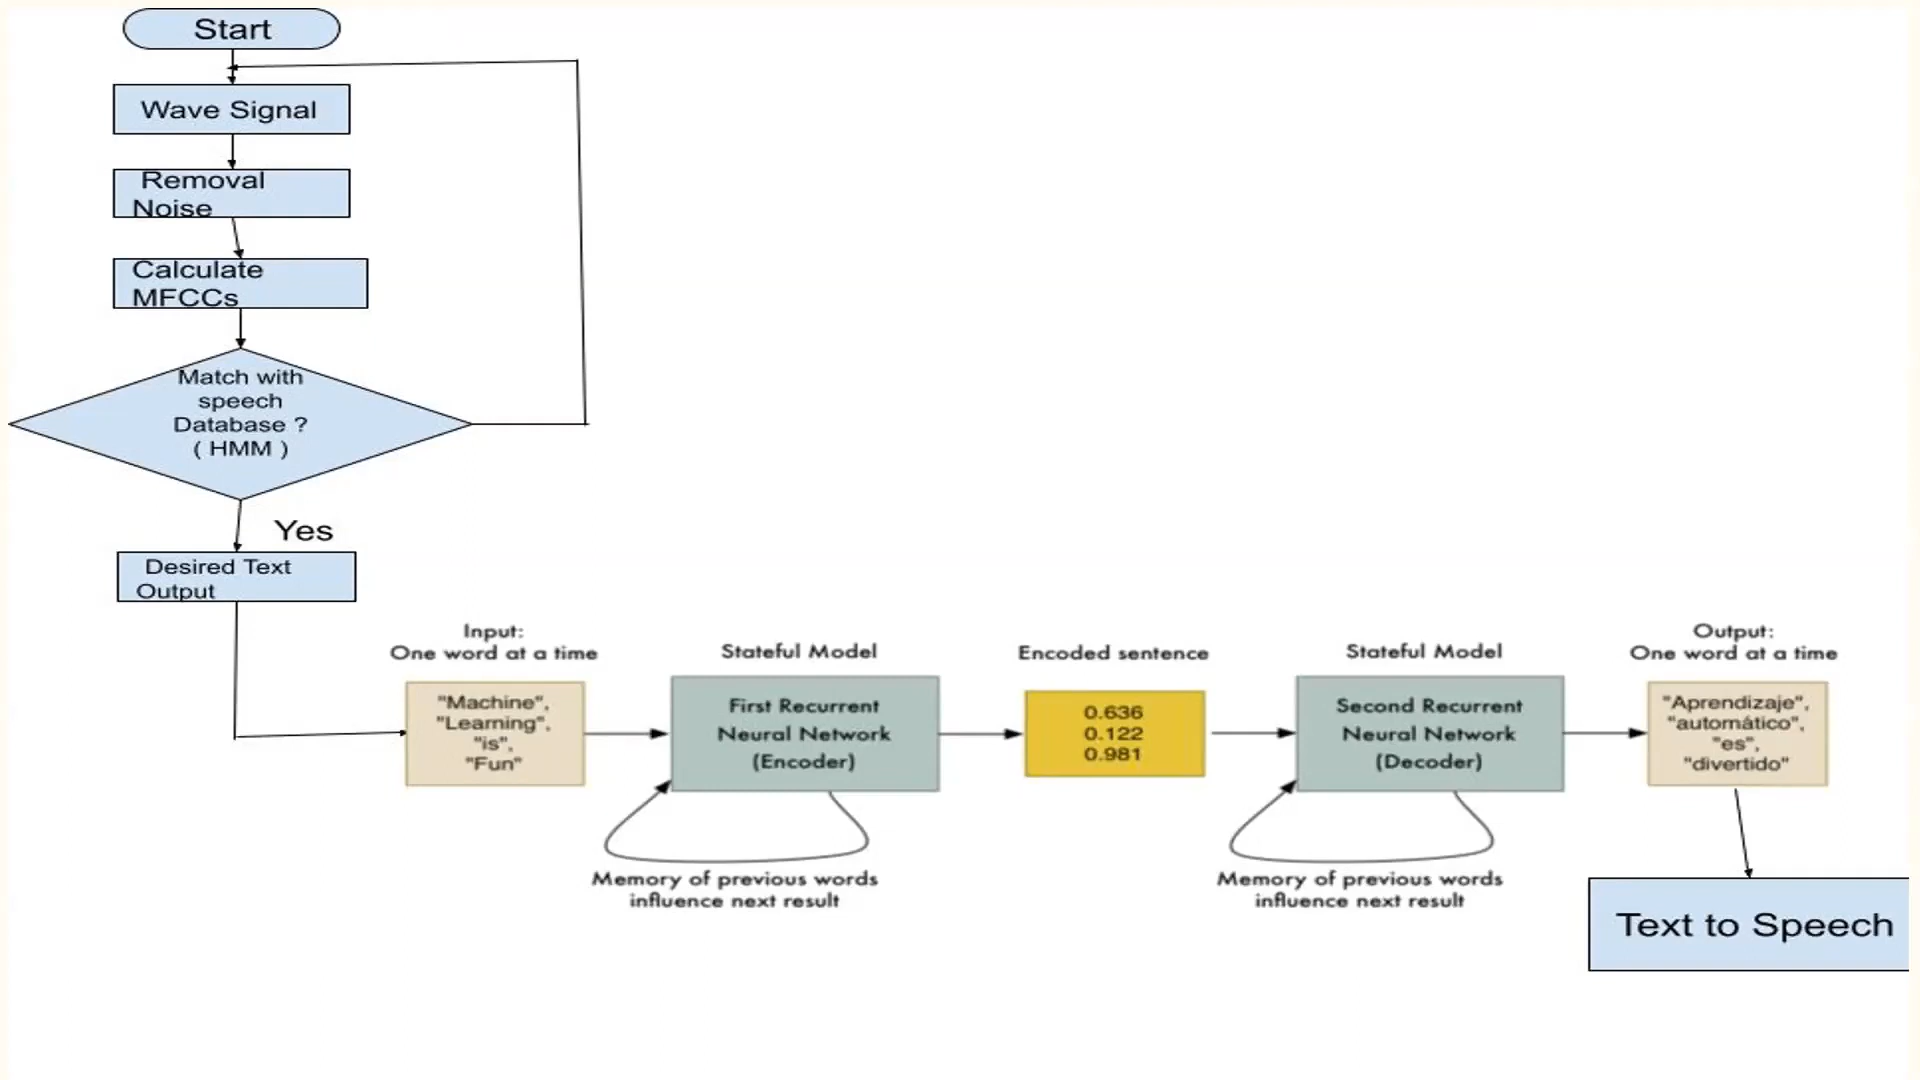 Start
Wave Signal
Removal
Noise
Calculate
MFCCs
Match with
speech
Database ?
( HMM )
Yes
Desired Text
Output
Input:
One word at a time
"Machine",
"Learning",
"is",
"Fun"
Stateful Model
First Recurrent
Neural Network
(Encoder)
Memory of previous words
influence next result
Encoded sentence
0.636
0.122
0.981
Stateful Model
Second Recurrent
Neural Network
(Decoder)
Memory of previous words
influence next result
Output:
One word at a time
"Aprendizaje",
"automático",
"es",
"divertido"
Text to Speech